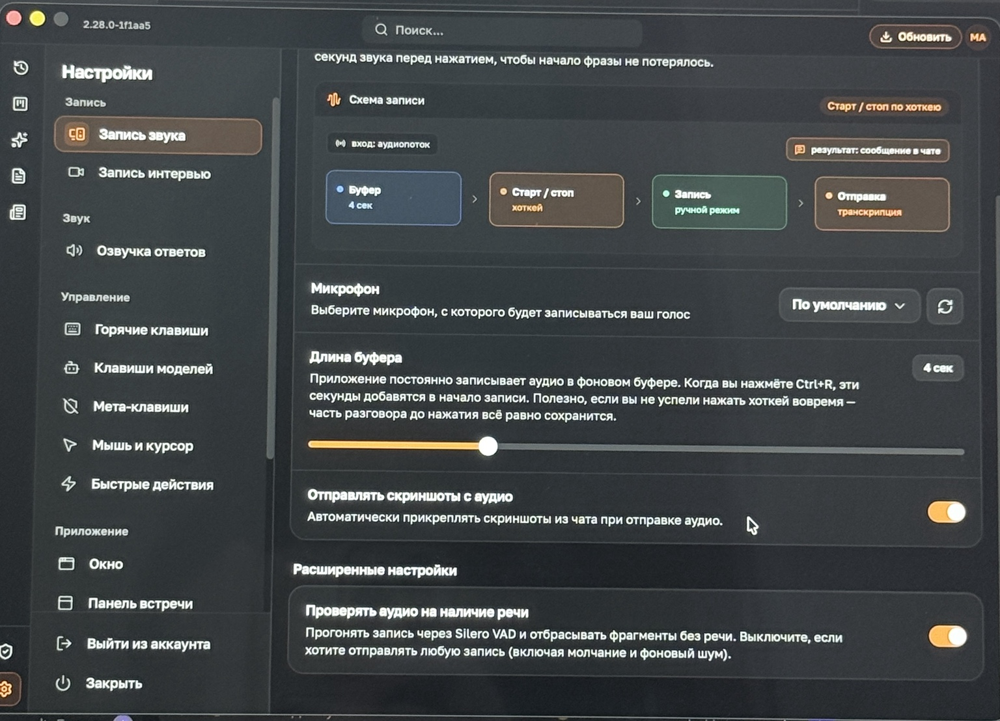 2.28.0-1f1aa5
Поиск...
Обновить
MA
Настройки
Запись
Запись звука
Запись интервью
Звук
Озвучка ответов
Управление
Горячие клавиши
Клавиши моделей
Мета-клавиши
Мышь и курсор
Быстрые действия
Приложение
Окно
Панель встречи
Выйти из аккаунта
Закрыть
секунд звука перед нажатием, чтобы начало фразы не потерялось.
Схема записи
Старт / стоп по хоткею
вход: аудиопоток
результат: сообщение в чате
Буфер
4 сек
Старт / стоп
хоткей
Запись
ручной режим
Отправка
транскрипция
Микрофон
Выберите микрофон, с которого будет записываться ваш голос
По умолчанию
Длина буфера
4 сек
Приложение постоянно записывает аудио в фоновом буфере. Когда вы нажмёте Ctrl+R, эти
секунды добавятся в начало записи. Полезно, если вы не успели нажать хоткей вовремя —
часть разговора до нажатия всё равно сохранится.
Отправлять скриншоты с аудио
Автоматически прикреплять скриншоты из чата при отправке аудио.
Расширенные настройки
Проверять аудио на наличие речи
Прогонять запись через Silero VAD и отбрасывать фрагменты без речи. Выключите, если
хотите отправлять любую запись (включая молчание и фоновый шум).